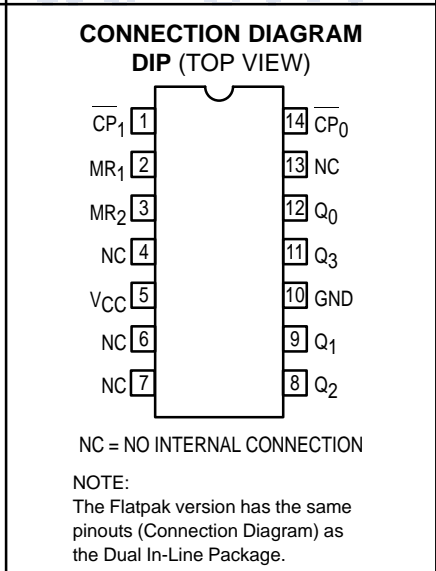 CONNECTION DIAGRAM
DIP (TOP VIEW)
CP1 1 14 CP0
MR1 2 13 NC
MR2 3 12 Q0
NC 4 11 Q3
VCC 5 10 GND
NC 6 9 Q1
NC 7 8 Q2
NC = NO INTERNAL CONNECTION
NOTE:
The Flatpak version has the same
pinouts (Connection Diagram) as
the Dual In-Line Package.